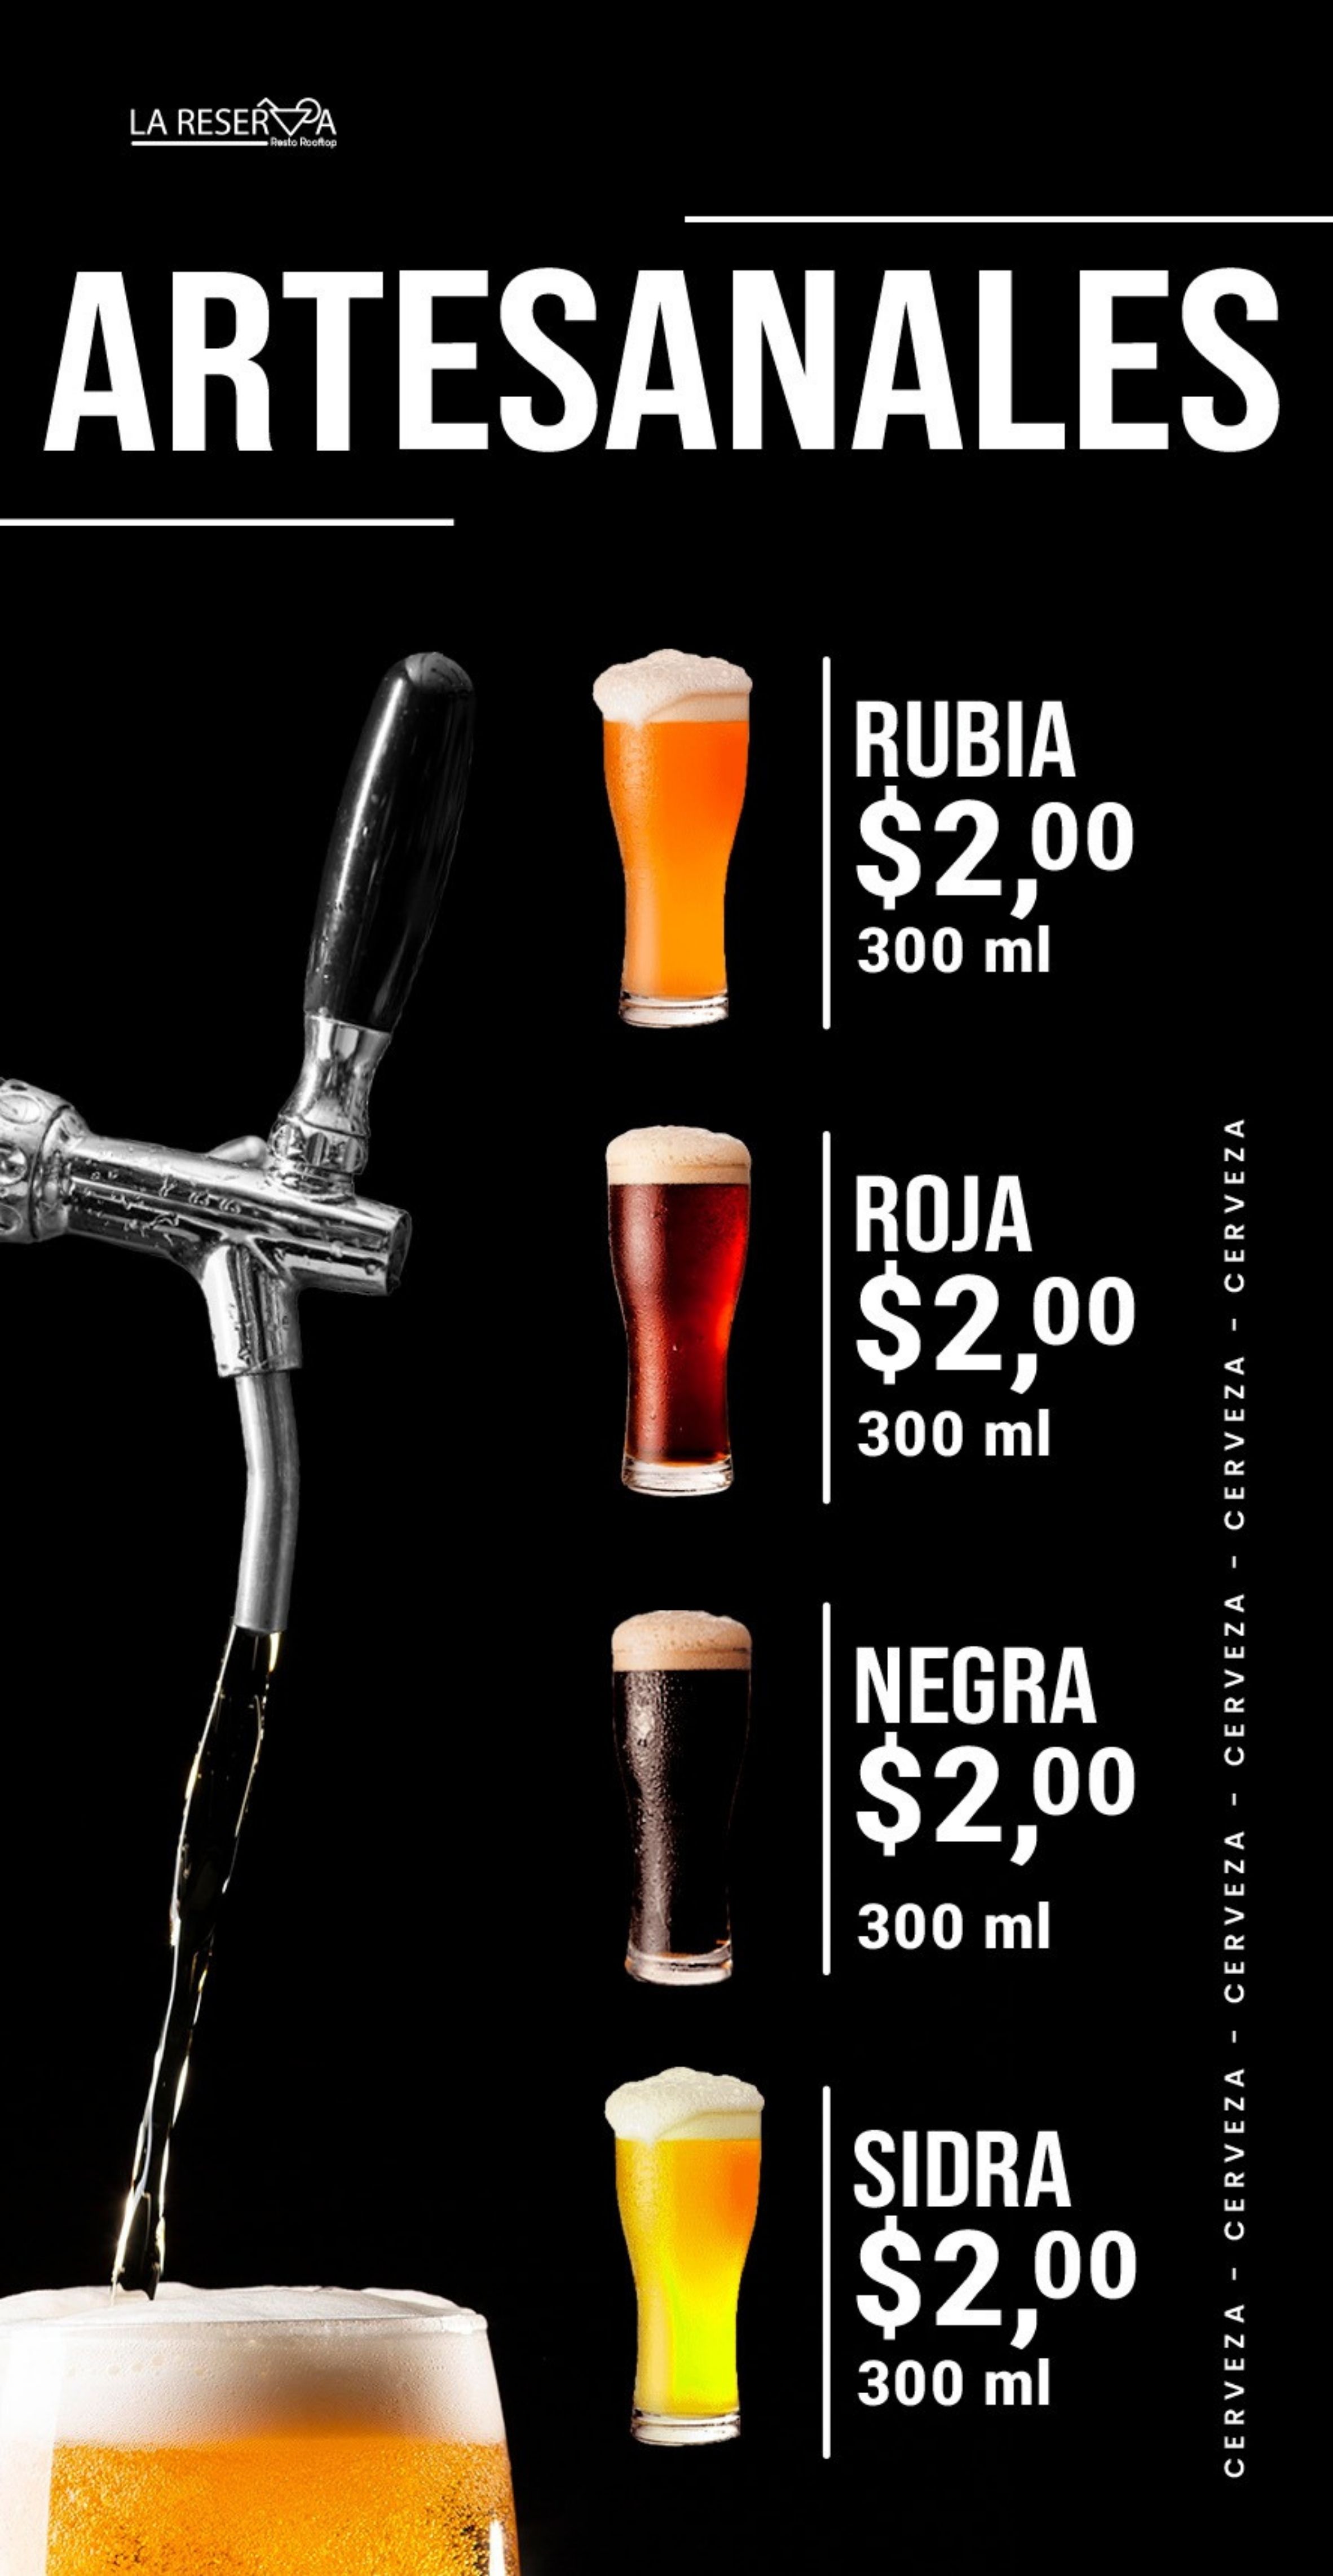 LA RESERVA
Resto Rooftop
ARTESANALES
RUBIA
$2,00
300 ml
ROJA
$2,00
300 ml
NEGRA
$2,00
300 ml
SIDRA
$2,00
300 ml
CERVEZA - CERVEZA - CERVEZA - CERVEZA - CERVEZA - CERVEZA